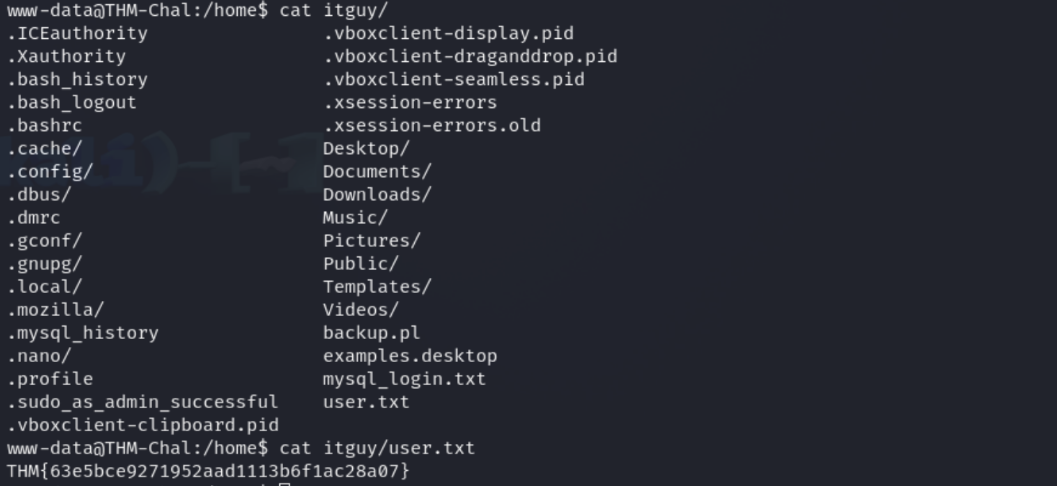 www-data@THM-Chal:/home$ cat itguy/
.ICEauthority .vboxclient-display.pid
.Xauthority .vboxclient-draganddrop.pid
.bash_history .vboxclient-seamless.pid
.bash_logout .xsession-errors
.bashrc .xsession-errors.old
.cache/ Desktop/
.config/ Documents/
.dbus/ Downloads/
.dmrc Music/
.gconf/ Pictures/
.gnupg/ Public/
.local/ Templates/
.mozilla/ Videos/
.mysql_history backup.pl
.nano/ examples.desktop
.profile mysql_login.txt
.sudo_as_admin_successful user.txt
.vboxclient-clipboard.pid
www-data@THM-Chal:/home$ cat itguy/user.txt
THM{63e5bce9271952aad1113b6f1ac28a07}